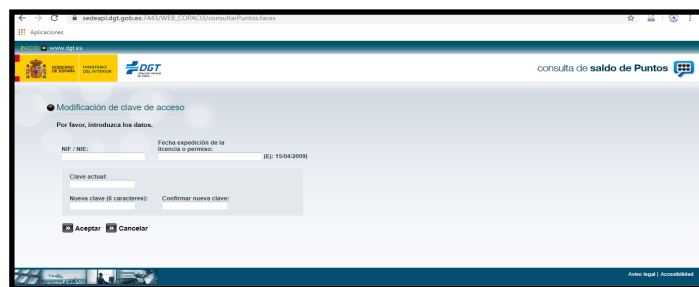 sedeapl.dgt.gob.es:7443/WEB_COPACI3/consultarPuntos.faces
Aplicaciones
INICIO www.dgt.es
GOBIERNO DE ESPAÑA
MINISTERIO DEL INTERIOR
DGT
consulta de saldo de Puntos
Modificación de clave de acceso
Por favor, introduzca los datos.
NIF / NIE:
Fecha expedición de la
licencia o permiso:
(Ej: 15/04/2009)
Clave actual:
Nueva clave (6 caracteres):
Confirmar nueva clave:
Aceptar
Cancelar
Aviso legal | Accesibilidad